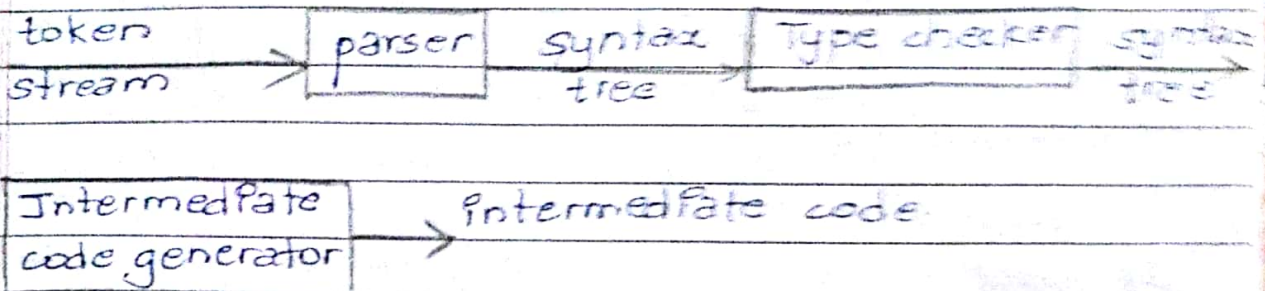 token parser syntax Type checker syntax
stream tree tree
Intermediate intermediate code.
code generator